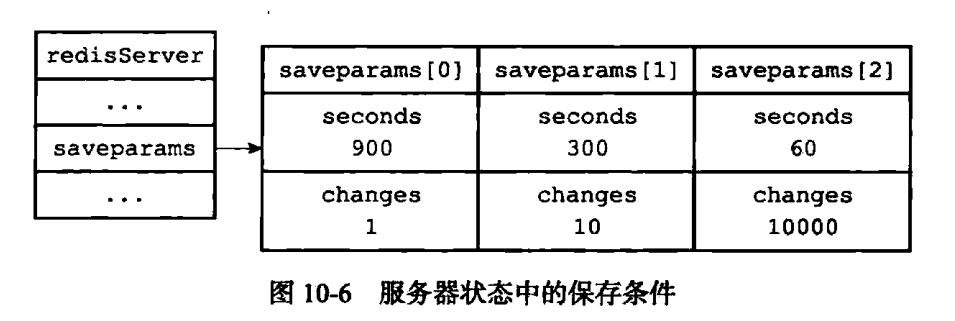 redisServer
...
saveparams
...
saveparams[0] saveparams[1] saveparams[2]
seconds seconds seconds
900 300 60
changes changes changes
1 10 10000
图 10-6 服务器状态中的保存条件